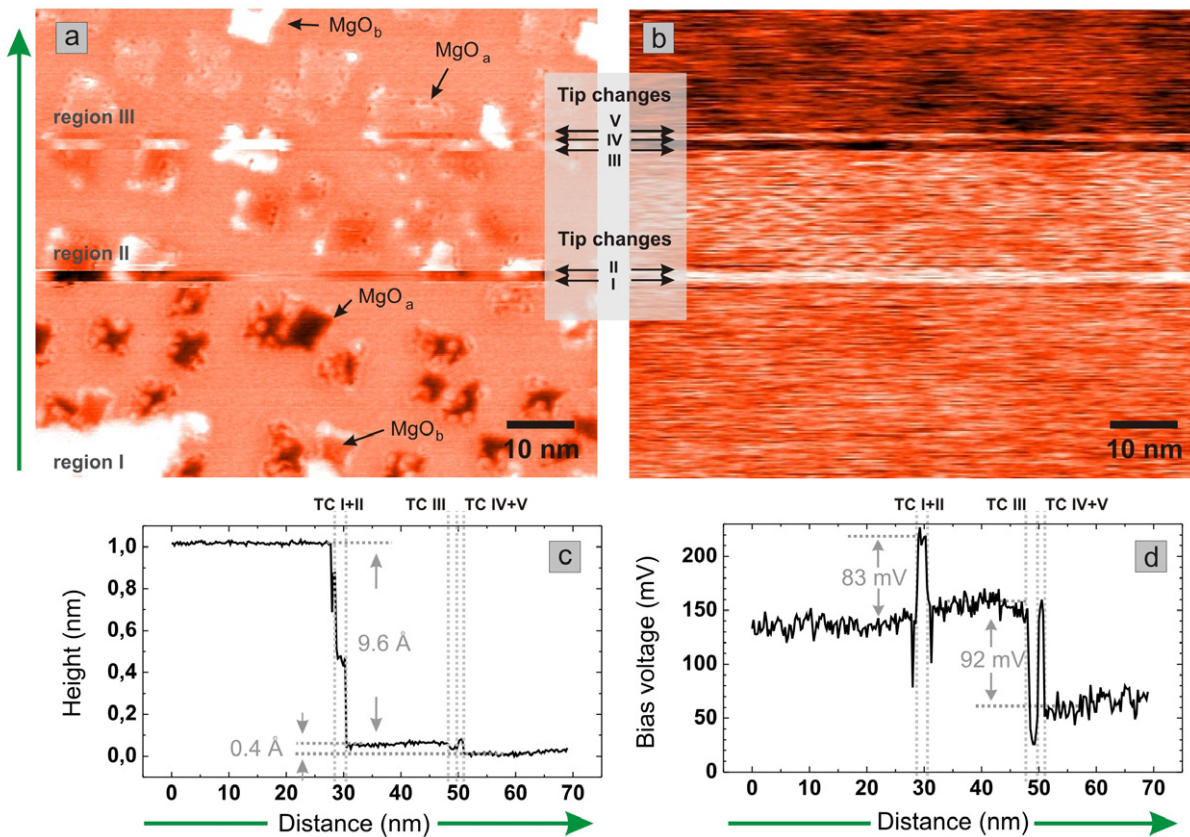 a
MgO b
MgO a
region III
region II
MgO a
MgO b
region I
10 nm
Tip changes
V
IV
III
Tip changes
II
I
b
10 nm
TC I+II TC III TC IV+V
c
Height (nm)
1,0
0.8
0.6
0.4
0,2
0,0
9.6 Å
0.4 Å
0 10 20 30 40 50 60 70
Distance (nm)
TC I+II TC III TC IV+V
d
Bias voltage (mV)
200
150
100
50
0
83 mV
92 mV
0 10 20 30 40 50 60 70
Distance (nm)